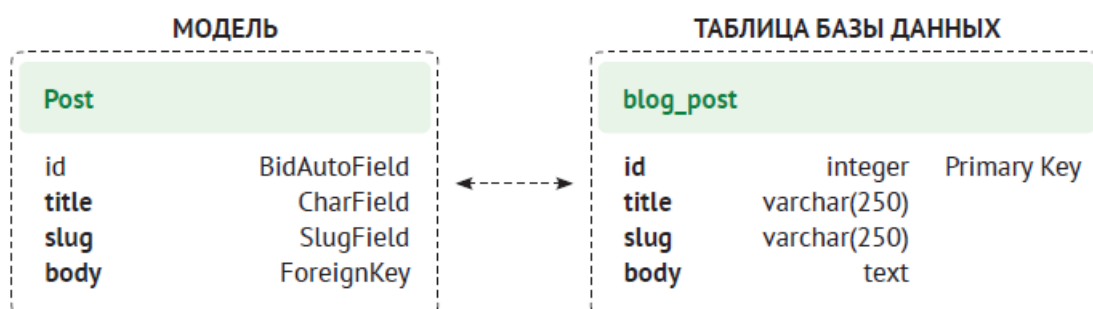 МОДЕЛЬ
Post
id BidAutoField
title CharField
slug SlugField
body ForeignKey
ТАБЛИЦА БАЗЫ ДАННЫХ
blog_post
id integer Primary Key
title varchar(250)
slug varchar(250)
body text